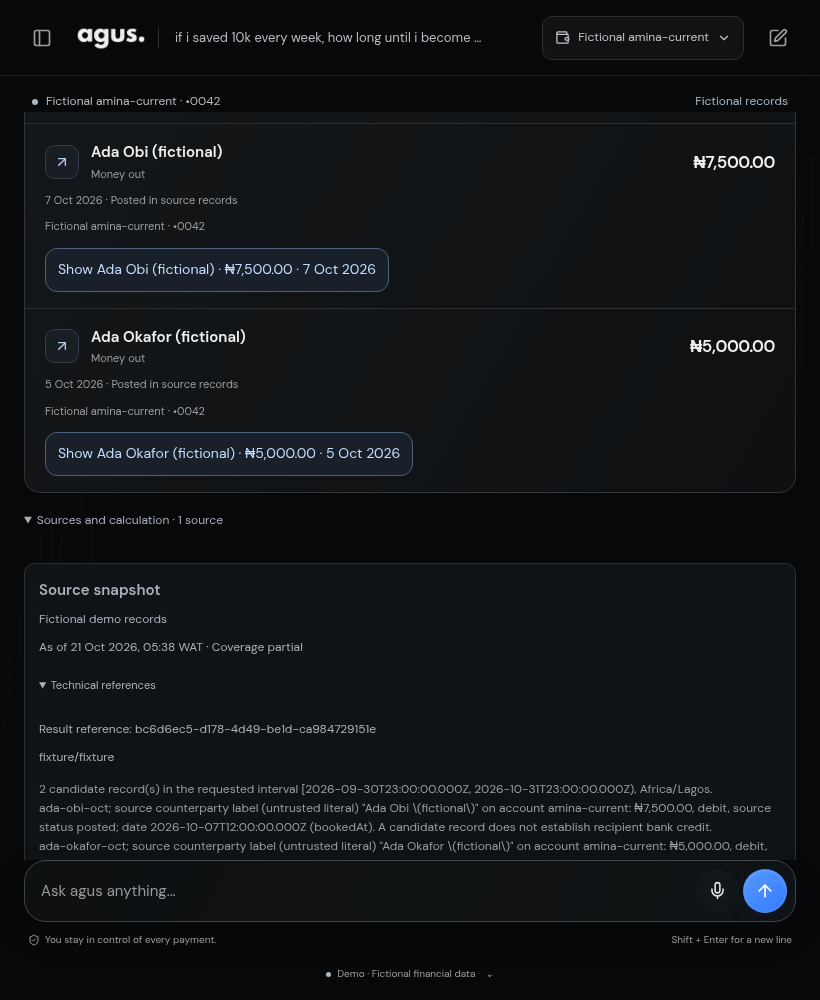 agus.
if i saved 10k every week, how long until i become ...
Fictional amina-current
Fictional amina-current · •0042
Fictional records
Ada Obi (fictional)
₦7,500.00
Money out
7 Oct 2026 · Posted in source records
Fictional amina-current · •0042
Show Ada Obi (fictional) · ₦7,500.00 · 7 Oct 2026
Ada Okafor (fictional)
₦5,000.00
Money out
5 Oct 2026 · Posted in source records
Fictional amina-current · •0042
Show Ada Okafor (fictional) · ₦5,000.00 · 5 Oct 2026
▼ Sources and calculation · 1 source
Source snapshot
Fictional demo records
As of 21 Oct 2026, 05:38 WAT · Coverage partial
▼ Technical references
Result reference: bc6d6ec5-d178-4d49-be1d-ca984729151e
fixture/fixture
2 candidate record(s) in the requested interval [2026-09-30T23:00:00.000Z, 2026-10-31T23:00:00.000Z), Africa/Lagos.
ada-obi-oct; source counterparty label (untrusted literal) "Ada Obi \(fictional\)" on account amina-current: ₦7,500.00, debit, source
status posted; date 2026-10-07T12:00:00.000Z (bookedAt). A candidate record does not establish recipient bank credit.
ada-okafor-oct; source counterparty label (untrusted literal) "Ada Okafor \(fictional\)" on account amina-current: ₦5,000.00, debit,
Ask agus anything...
You stay in control of every payment.
Shift + Enter for a new line
Demo · Fictional financial data